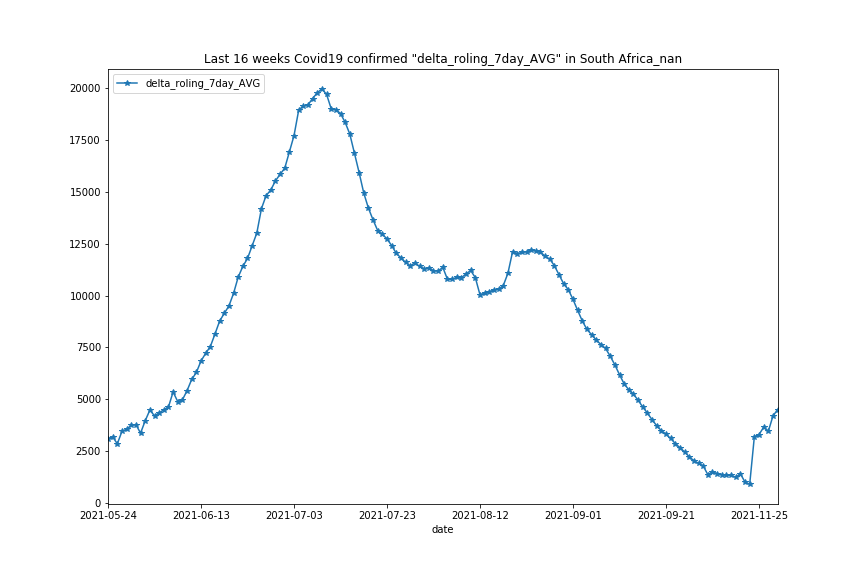 Last 16 weeks Covid19 confirmed "delta_roling_7day_AVG" in South Africa_nan
delta_roling_7day_AVG
20000
17500
15000
12500
10000
7500
5000
2500
0
2021-05-24 2021-06-13 2021-07-03 2021-07-23 2021-08-12 2021-09-01 2021-09-21 2021-11-25
date